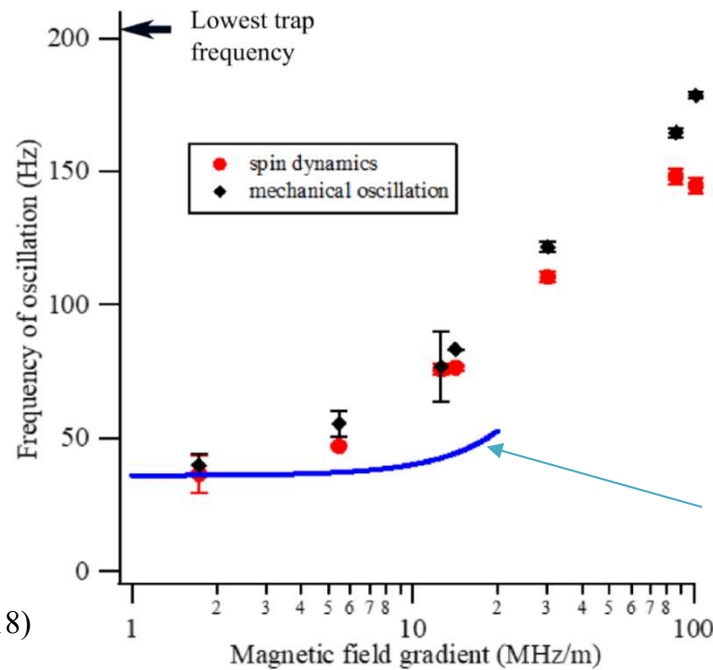 Lowest trap
frequency
200
150
100
50
0
Frequency of oscillation (Hz)
spin dynamics
mechanical oscillation
1 2 3 4 5 6 7 8 10 2 3 4 5 6 7 8 100
Magnetic field gradient (MHz/m)
8)